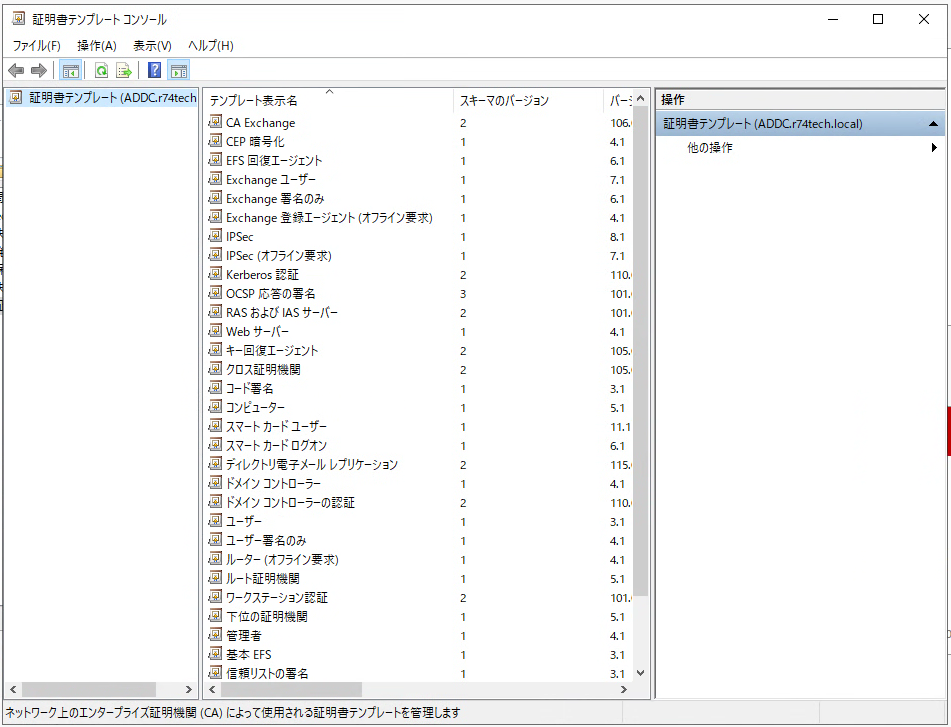 証明書テンプレート コンソール
ファイル(F) 操作(A) 表示(V) ヘルプ(H)
証明書テンプレート (ADDC.r74tech
テンプレート表示名 スキーマのバージョン バージ
CA Exchange 2 106.
CEP 暗号化 1 4.1
EFS 回復エージェント 1 6.1
Exchange ユーザー 1 7.1
Exchange 署名のみ 1 6.1
Exchange 登録エージェント (オフライン要求) 1 4.1
IPSec 1 8.1
IPSec (オフライン要求) 1 7.1
Kerberos 認証 2 110.
OCSP 応答の署名 3 101.
RAS および IAS サーバー 2 101.
Web サーバー 1 4.1
キー回復エージェント 2 105.
クロス証明機関 2 105.
コード署名 1 3.1
コンピューター 1 5.1
スマート カード ユーザー 1 11.1
スマート カード ログオン 1 6.1
ディレクトリ電子メール レプリケーション 2 115.
ドメイン コントローラー 1 4.1
ドメイン コントローラーの認証 2 110.
ユーザー 1 3.1
ユーザー署名のみ 1 4.1
ルーター (オフライン要求) 1 4.1
ルート証明機関 1 5.1
ワークステーション認証 2 101.
下位の証明機関 1 5.1
管理者 1 4.1
基本 EFS 1 3.1
信頼リストの署名 1 3.1
操作
証明書テンプレート (ADDC.r74tech.local)
他の操作
ネットワーク上のエンタープライズ証明機関 (CA) によって使用される証明書テンプレートを管理します